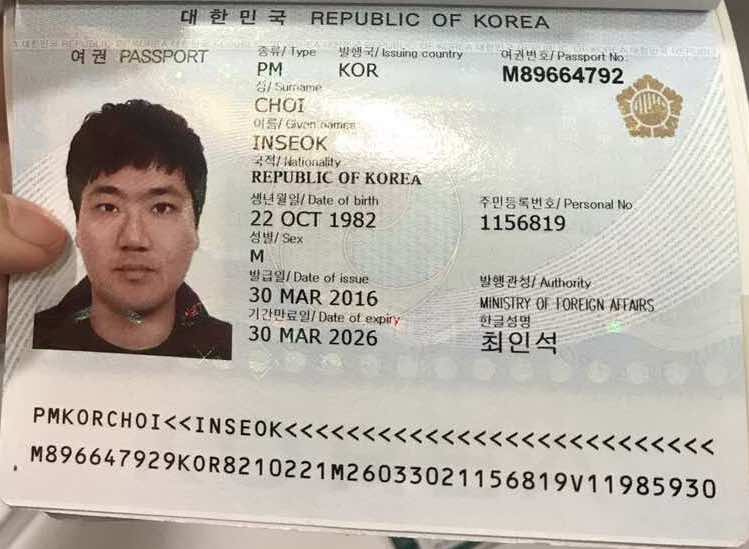 대한민국 REPUBLIC OF KOREA
여권 PASSPORT
종류/ Type 발행국/ Issuing country 여권번호/ Passport No.
PM KOR M89664792
성/ Surname
CHOI
이름/ Given names
INSEOK
국적/ Nationality
REPUBLIC OF KOREA
생년월일/ Date of birth 주민등록번호/ Personal No
22 OCT 1982 1156819
성별/ Sex
M
발급일/ Date of issue 발행관청/ Authority
30 MAR 2016 MINISTRY OF FOREIGN AFFAIRS
기간만료일/ Date of expiry 한글성명
30 MAR 2026 최인석
PMKORCHOI<<INSEOK<<<<<<<<<<<<<<<<<<<<<<<<<<<
M896647929KOR8210221M26033021156819V11985930